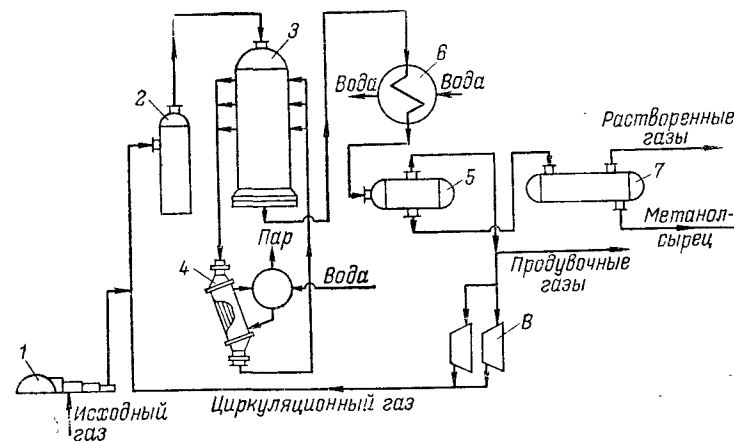 3
6
2
Вода
Вода
Растворенные
газы
5
7
Метанол-
сырец
Пар
4
Вода
Продувочные
газы
8
1
Исходный
газ
Циркуляционный газ